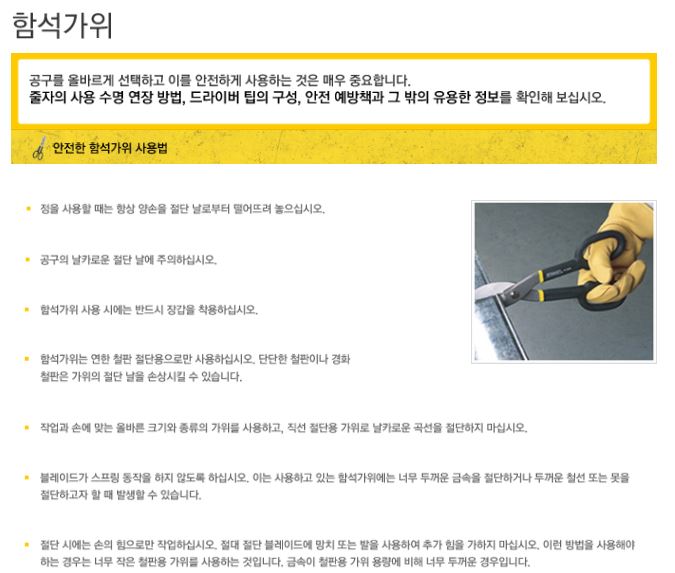 함석가위
공구를 올바르게 선택하고 이를 안전하게 사용하는 것은 매우 중요합니다.
줄자의 사용 수명 연장 방법, 드라이버 팁의 구성, 안전 예방책과 그 밖의 유용한 정보를 확인해 보십시오.
안전한 함석가위 사용법
정을 사용할 때는 항상 양손을 절단 날로부터 떨어뜨려 놓으십시오.
공구의 날카로운 절단 날에 주의하십시오.
함석가위 사용 시에는 반드시 장갑을 착용하십시오.
함석가위는 연한 철판 절단용으로만 사용하십시오. 단단한 철판이나 경화
철판은 가위의 절단 날을 손상시킬 수 있습니다.
작업과 손에 맞는 올바른 크기와 종류의 가위를 사용하고, 직선 절단용 가위로 날카로운 곡선을 절단하지 마십시오.
블레이드가 스프링 동작을 하지 않도록 하십시오. 이는 사용하고 있는 함석가위에는 너무 두꺼운 금속을 절단하거나 두꺼운 철선 또는 못을
절단하고자 할 때 발생할 수 있습니다.
절단 시에는 손의 힘으로만 작업하십시오. 절대 절단 블레이드에 망치 또는 발을 사용하여 추가 힘을 가하지 마십시오. 이런 방법을 사용해야
하는 경우는 너무 작은 철판용 가위를 사용하는 것입니다. 금속이 철판용 가위 용량에 비해 너무 두꺼운 경우입니다.